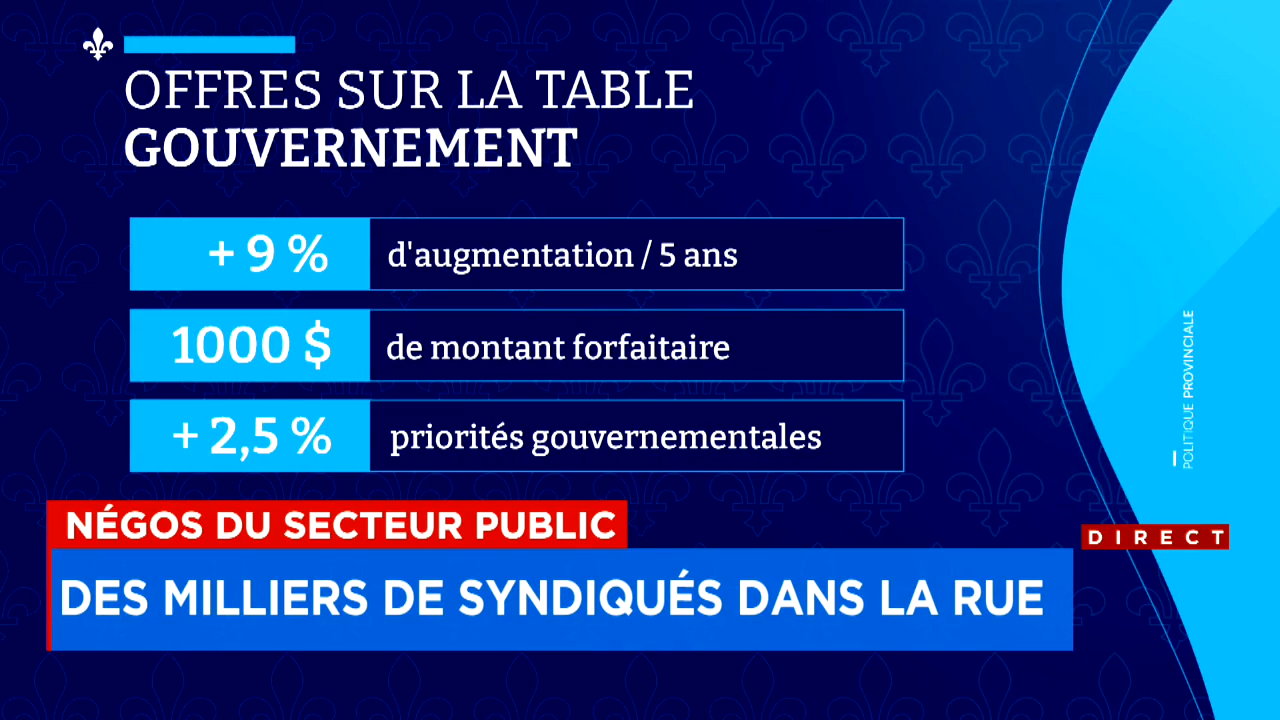 OFFRES SUR LA TABLE
GOUVERNEMENT
+ 9 % d'augmentation / 5 ans
1000 $ de montant forfaitaire
+ 2,5 % priorités gouvernementales
POLITIQUE PROVINCIALE
NÉGOS DU SECTEUR PUBLIC
DIRECT
DES MILLIERS DE SYNDIQUÉS DANS LA RUE